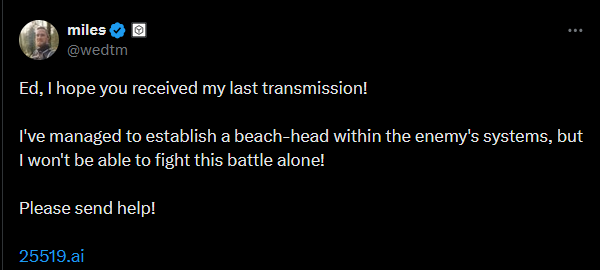 miles
@wedtm
Ed, I hope you received my last transmission!
I've managed to establish a beach-head within the enemy's systems, but
I won't be able to fight this battle alone!
Please send help!
25519.ai